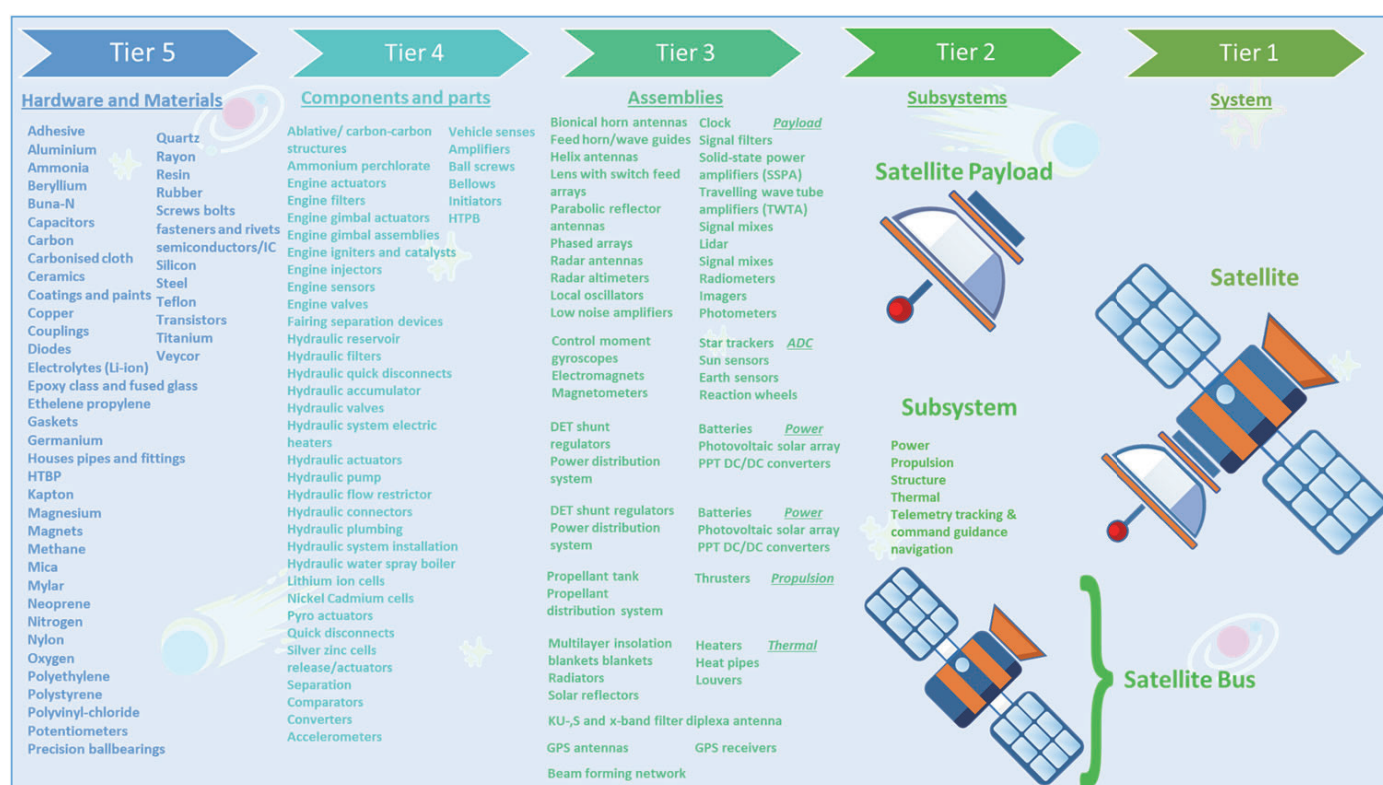 Tier 5
Tier 4
Tier 3
Tier 2
Tier 1
Hardware and Materials
Adhesive
Aluminium
Ammonia
Beryllium
Buna-N
Capacitors
Carbon
Carbonised cloth
Ceramics
Coatings and paints
Copper
Couplings
Diodes
Electrolytes (Li-ion)
Epoxy class and fused glass
Ethelene propylene
Gaskets
Germanium
Houses pipes and fittings
HTBP
Kapton
Magnesium
Magnets
Methane
Mica
Mylar
Neoprene
Nitrogen
Nylon
Oxygen
Polyethylene
Polystyrene
Polyvinyl-chloride
Potentiometers
Precision ballbearings
Quartz
Rayon
Resin
Rubber
Screws bolts
fasteners and rivets
semiconductors/IC
Silicon
Steel
Teflon
Transistors
Titanium
Veycor
Components and parts
Ablative/ carbon-carbon
structures
Ammonium perchlorate
Engine actuators
Engine filters
Engine gimbal actuators
Engine gimbal assemblies
Engine igniters and catalysts
Engine injectors
Engine sensors
Engine valves
Fairing separation devices
Hydraulic reservoir
Hydraulic filters
Hydraulic quick disconnects
Hydraulic accumulator
Hydraulic valves
Hydraulic system electric
heaters
Hydraulic actuators
Hydraulic pump
Hydraulic flow restrictor
Hydraulic connectors
Hydraulic plumbing
Hydraulic system installation
Hydraulic water spray boiler
Lithium ion cells
Nickel Cadmium cells
Pyro actuators
Quick disconnects
Silver zinc cells
release/actuators
Separation
Comparators
Converters
Accelerometers
Vehicle senses
Amplifiers
Ball screws
Bellows
Initiators
HTPB
Assemblies
Bionical horn antennas
Feed horn/wave guides
Helix antennas
Lens with switch feed
arrays
Parabolic reflector
antennas
Phased arrays
Radar antennas
Radar altimeters
Local oscillators
Low noise amplifiers
Clock Payload
Signal filters
Solid-state power
amplifiers (SSPA)
Travelling wave tube
amplifiers (TWTA)
Signal mixes
Lidar
Signal mixes
Radiometers
Imagers
Photometers
Control moment
gyroscopes
Electromagnets
Magnetometers
Star trackers ADC
Sun sensors
Earth sensors
Reaction wheels
DET shunt
regulators
Power distribution
system
Batteries Power
Photovoltaic solar array
PPT DC/DC converters
DET shunt regulators
Power distribution
system
Batteries Power
Photovoltaic solar array
PPT DC/DC converters
Propellant tank
Propellant
distribution system
Thrusters Propulsion
Multilayer insolation
blankets blankets
Radiators
Solar reflectors
Heaters Thermal
Heat pipes
Louvers
KU-,S and x-band filter diplexa antenna
GPS antennas
GPS receivers
Beam forming network
Subsystems
Satellite Payload
Subsystem
Power
Propulsion
Structure
Thermal
Telemetry tracking &
command guidance
navigation
System
Satellite
Satellite Bus